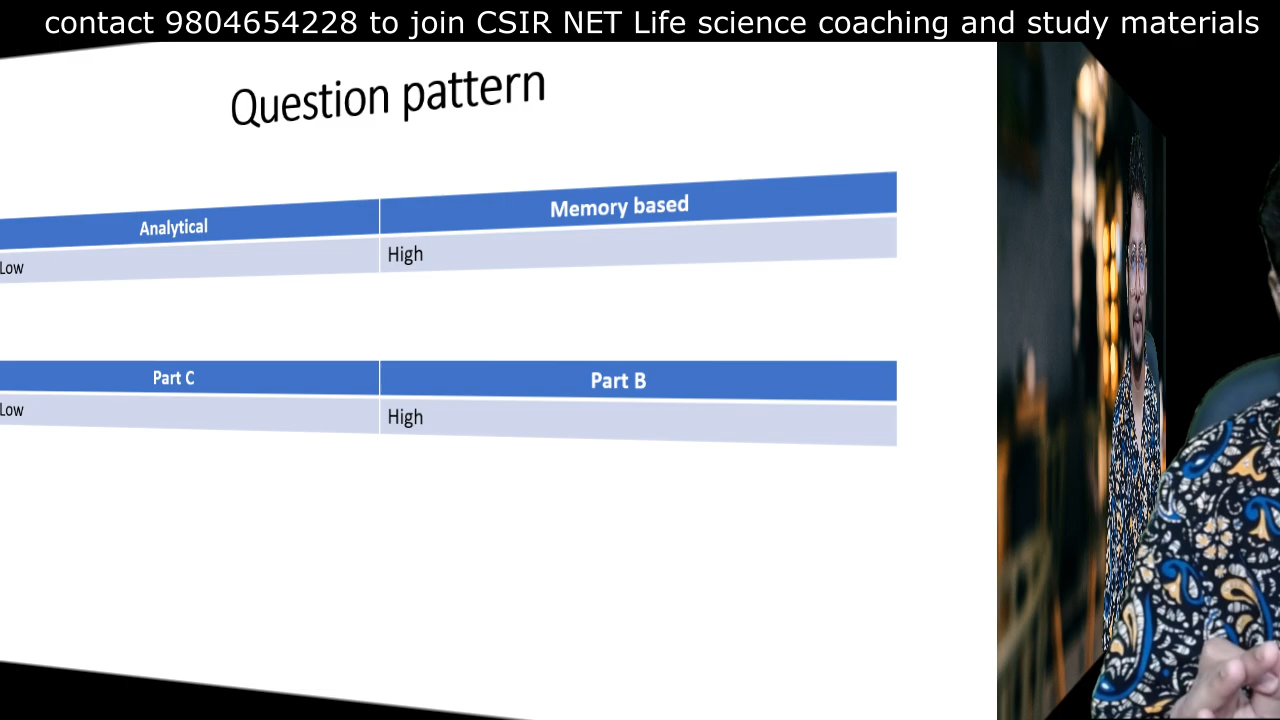 contact 9804654228 to join CSIR NET Life science coaching and study materials
Question pattern
Analytical Memory based
Low High
Part C Part B
Low High